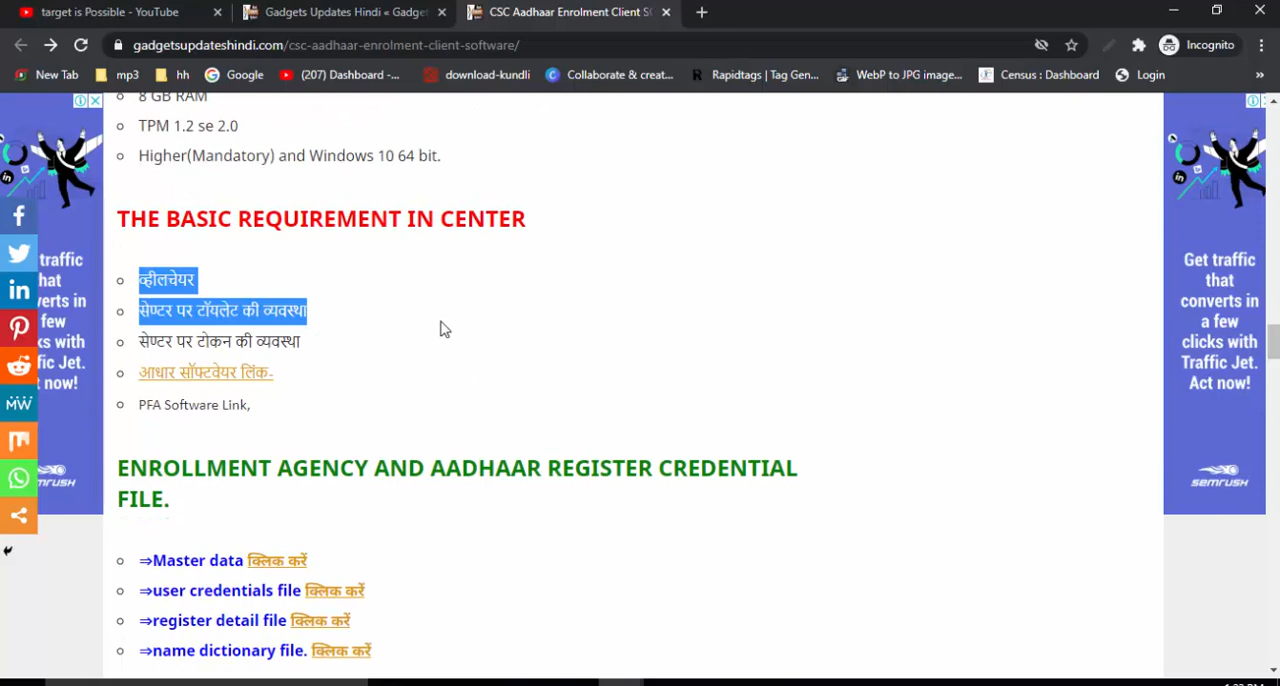 target is Possible - YouTube
Gadgets Updates Hindi « Gadget
CSC Aadhaar Enrolment Client SO
gadgetsupdateshindi.com/csc-aadhaar-enrolment-client-software/
Incognito
New Tab
mp3
hh
Google
(207) Dashboard -...
download-kundli
Collaborate & creat...
Rapidtags | Tag Gen...
WebP to JPG image...
Census : Dashboard
Login
8 GB RAM
TPM 1.2 se 2.0
Higher(Mandatory) and Windows 10 64 bit.
THE BASIC REQUIREMENT IN CENTER
व्हीलचेयर
सेण्टर पर टॉयलेट की व्यवस्था
सेण्टर पर टोकन की व्यवस्था
आधार सॉफ्टवेयर लिंक-
PFA Software Link,
ENROLLMENT AGENCY AND AADHAAR REGISTER CREDENTIAL
FILE.
⇒Master data क्लिक करें
⇒user credentials file क्लिक करें
⇒register detail file क्लिक करें
⇒name dictionary file. क्लिक करें
Get traffic
that
converts in
a few
clicks with
Traffic Jet.
Act now!
SEMRUSH